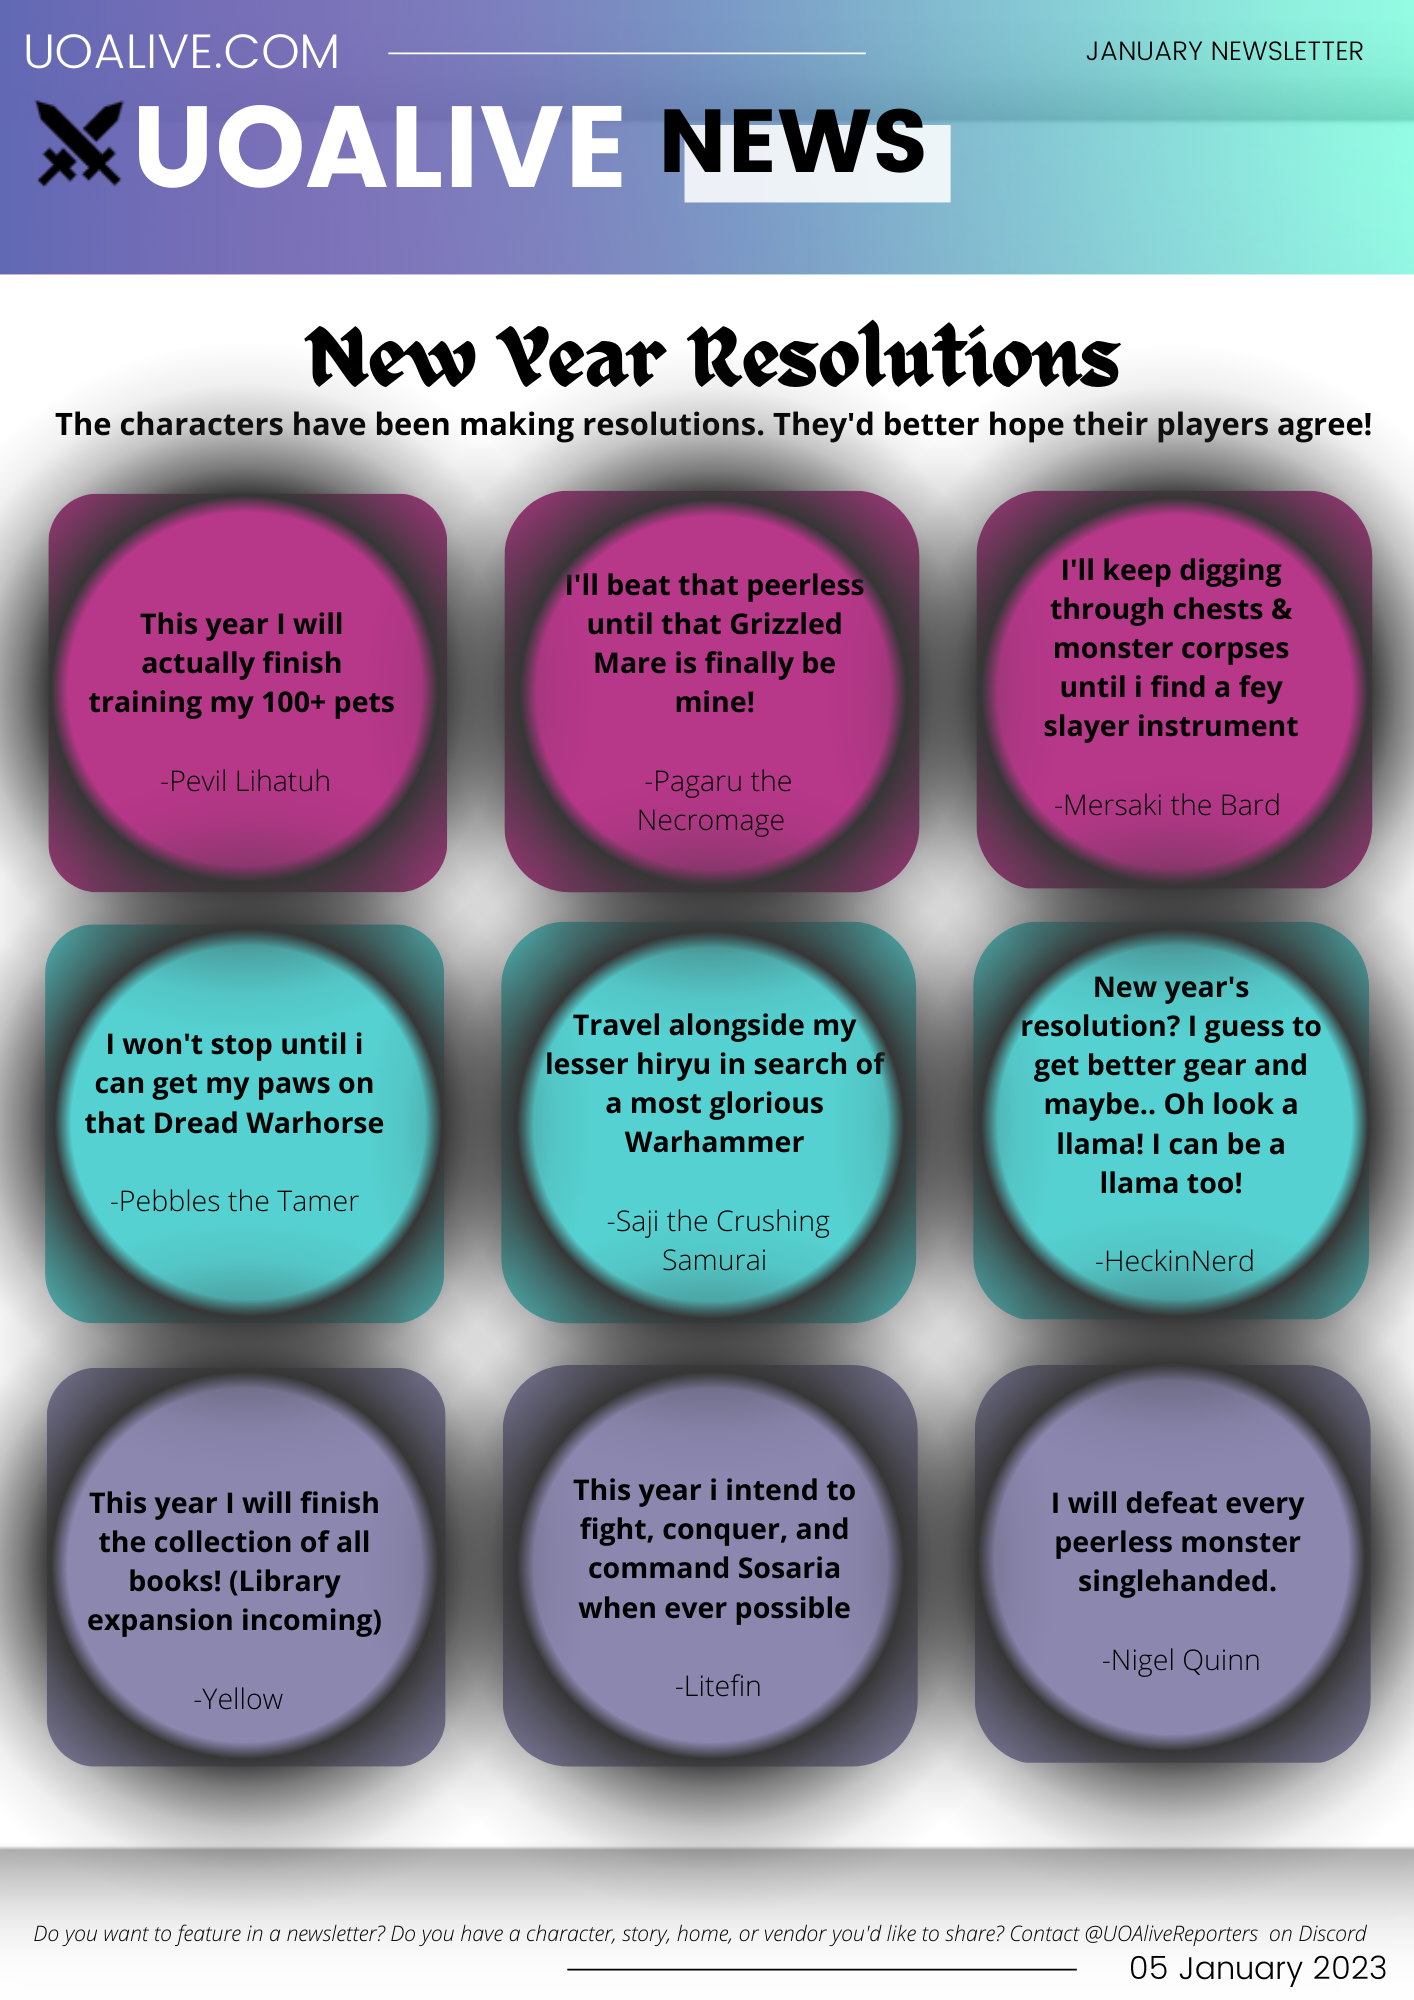 UOALIVE.COM
JANUARY NEWSLETTER
UOALIVE NEWS
New Year Resolutions
The characters have been making resolutions. They'd better hope their players agree!
This year I will
actually finish
training my 100+ pets
-Pevil Lihatuh
I'll beat that peerless
until that Grizzled
Mare is finally be
mine!
-Pagaru the
Necromage
I'll keep digging
through chests &
monster corpses
until i find a fey
slayer instrument
-Mersaki the Bard
I won't stop until i
can get my paws on
that Dread Warhorse
-Pebbles the Tamer
Travel alongside my
lesser hiryu in search of
a most glorious
Warhammer
-Saji the Crushing
Samurai
New year's
resolution? I guess to
get better gear and
maybe.. Oh look a
llama! I can be a
llama too!
-HeckinNerd
This year I will finish
the collection of all
books! (Library
expansion incoming)
-Yellow
This year i intend to
fight, conquer, and
command Sosaria
when ever possible
-Litefin
I will defeat every
peerless monster
singlehanded.
-Nigel Quinn
Do you want to feature in a newsletter? Do you have a character, story, home, or vendor you'd like to share? Contact @UOAliveReporters on Discord
05 January 2023